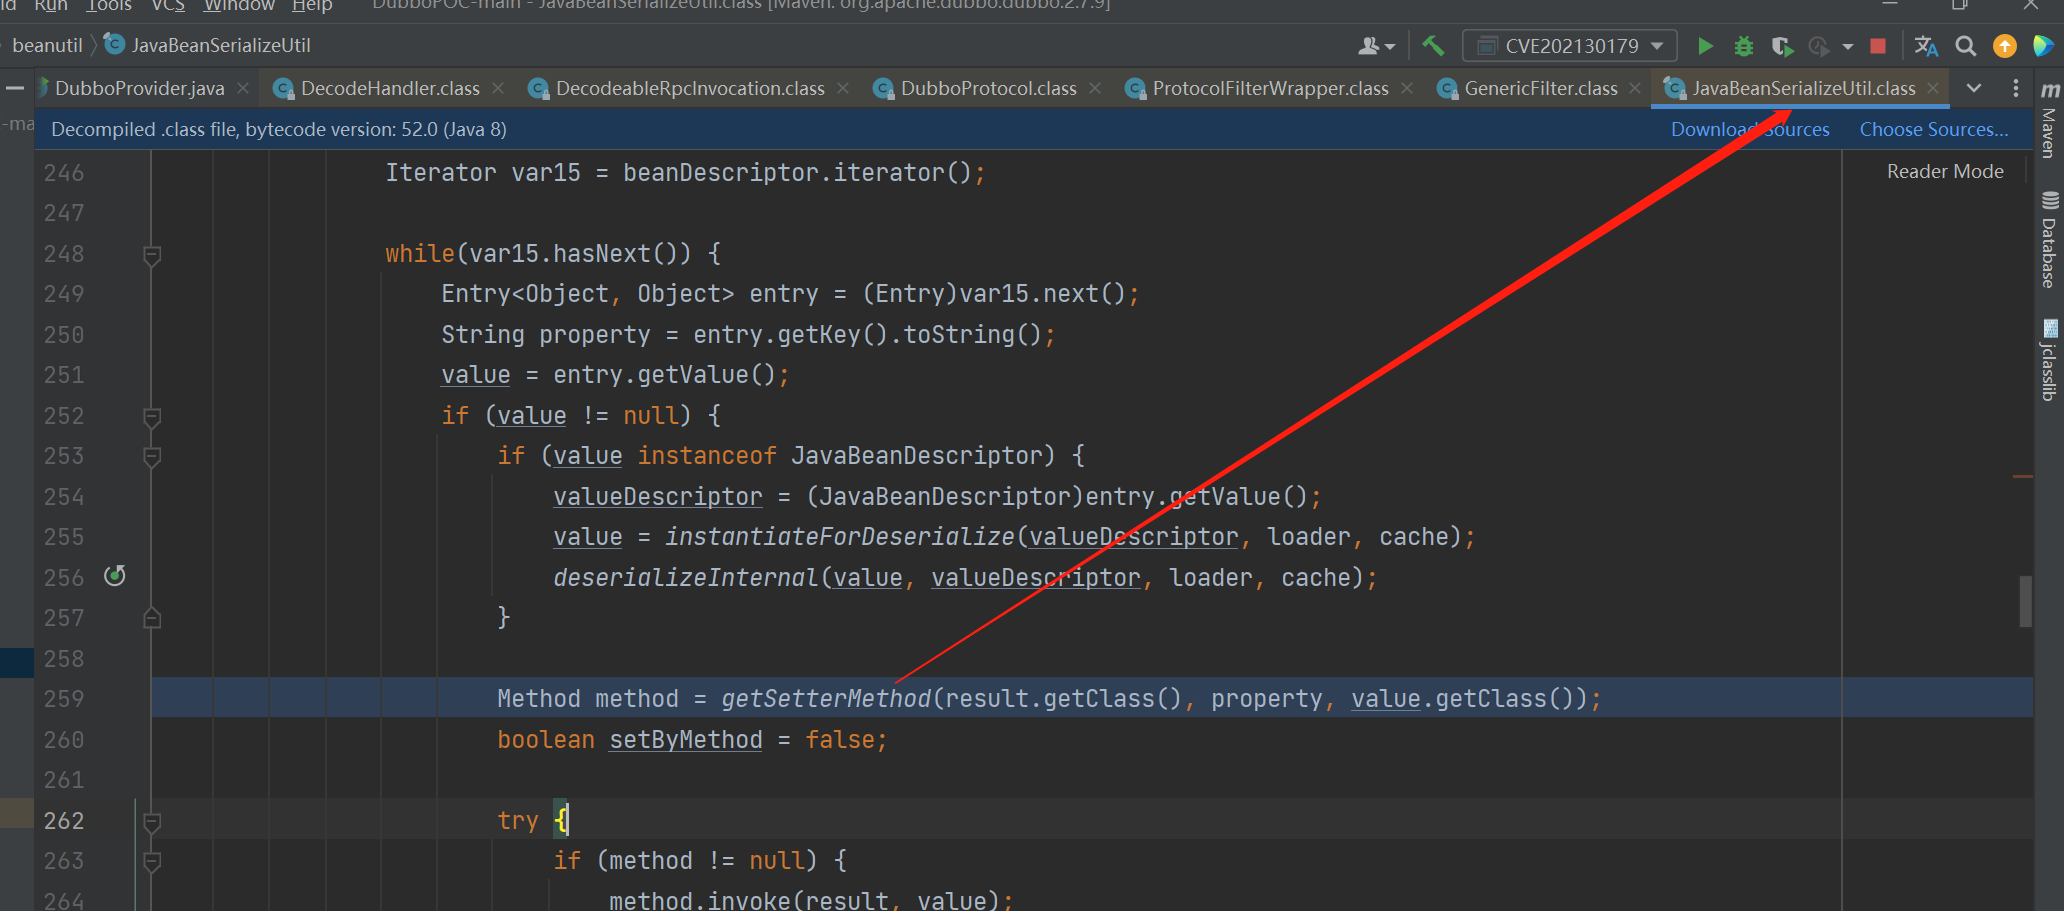 Run Tools VCS Window Help DubboPOC-main - JavaBeanSerializeUtil.class [Maven: org.apache.dubbo:dubbo:2.7.9]
beanutil JavaBeanSerializeUtil CVE202130179
DubboProvider.java DecodeHandler.class DecodeableRpcInvocation.class DubboProtocol.class ProtocolFilterWrapper.class GenericFilter.class JavaBeanSerializeUtil.class
Decompiled .class file, bytecode version: 52.0 (Java 8) Download Sources Choose Sources...
Reader Mode
246 Iterator var15 = beanDescriptor.iterator();
247
248 while(var15.hasNext()) {
249 Entry<Object, Object> entry = (Entry)var15.next();
250 String property = entry.getKey().toString();
251 value = entry.getValue();
252 if (value != null) {
253 if (value instanceof JavaBeanDescriptor) {
254 valueDescriptor = (JavaBeanDescriptor)entry.getValue();
255 value = instantiateForDeserialize(valueDescriptor, loader, cache);
256 deserializeInternal(value, valueDescriptor, loader, cache);
257 }
258
259 Method method = getSetterMethod(result.getClass(), property, value.getClass());
260 boolean setByMethod = false;
261
262 try {
263 if (method != null) {
264 method.invoke(result, value);
Maven
Database
jclasslib